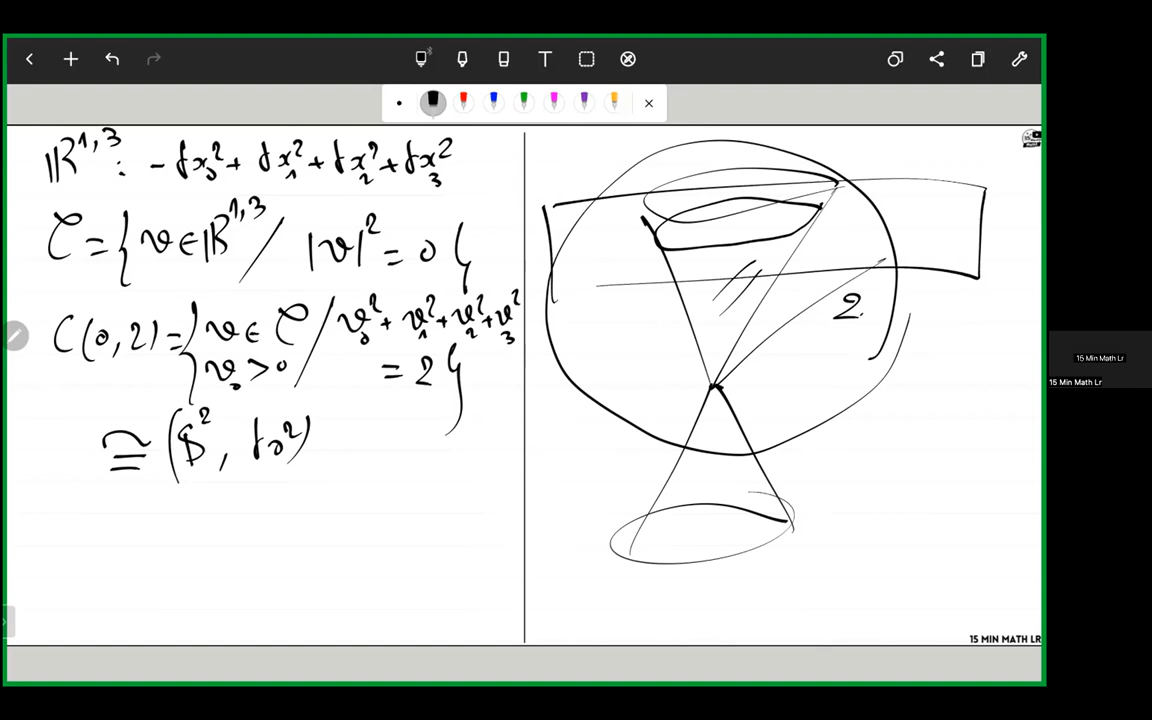 ℝ^{1,3} : - dx_0^2 + dx_1^2 + dx_2^2 + dx_3^2
C = { v ∈ ℝ^{1,3} / |v|^2 = 0 }
C(0,2) = { v ∈ C / v_0^2 + v_1^2 + v_2^2 + v_3^2
v_0 > 0 = 2 }
≅ (S^2, dσ^2)
2
T
15 MIN MATH LR
15 Min Math Lr
15 Min Math Lr